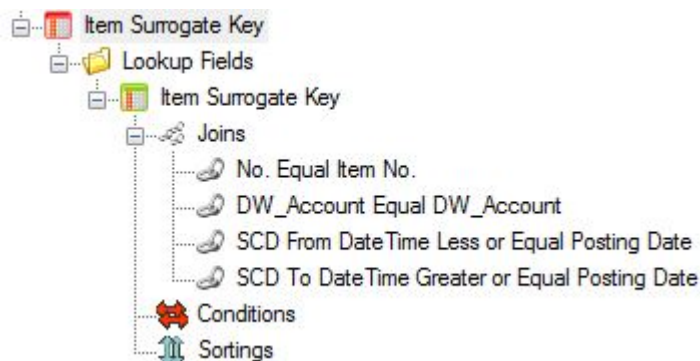 Item Surrogate Key
Lookup Fields
Item Surrogate Key
Joins
No. Equal Item No.
DW_Account Equal DW_Account
SCD From DateTime Less or Equal Posting Date
SCD To DateTime Greater or Equal Posting Date
Conditions
Sortings